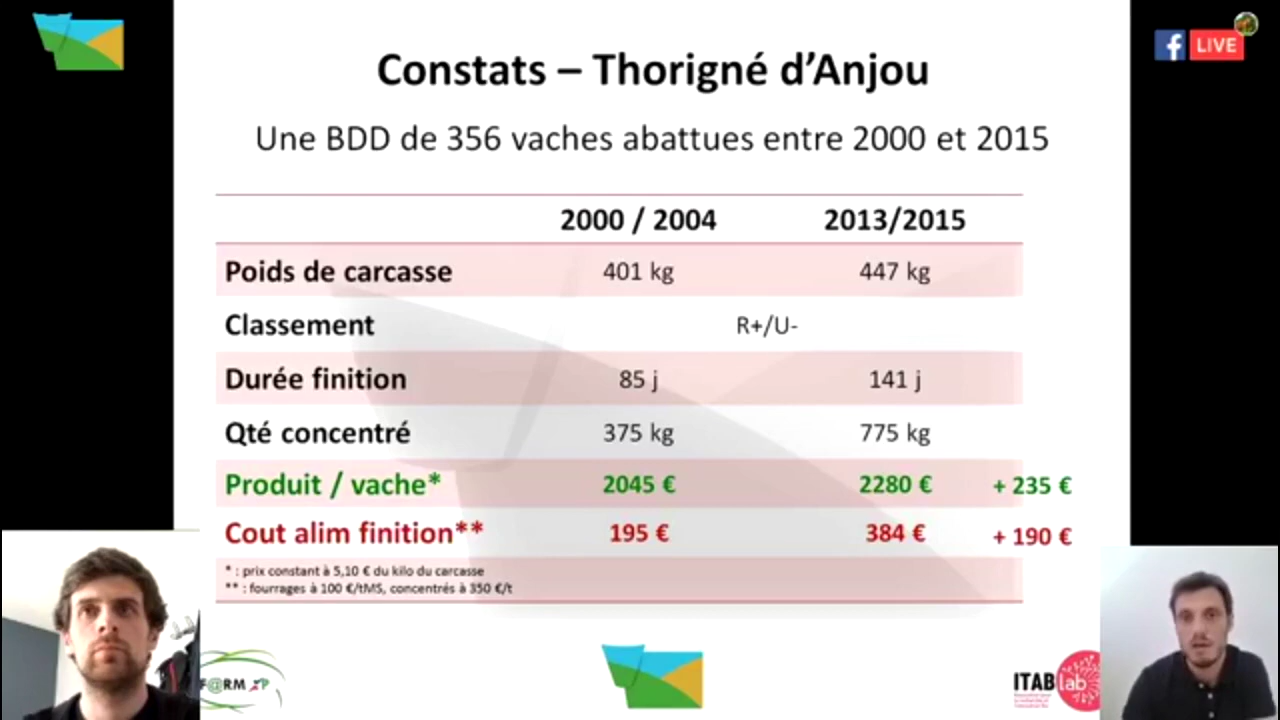 LIVE
Constats – Thorigné d'Anjou
Une BDD de 356 vaches abattues entre 2000 et 2015
2000 / 2004 2013/2015
Poids de carcasse 401 kg 447 kg
Classement R+/U-
Durée finition 85 j 141 j
Qté concentré 375 kg 775 kg
Produit / vache* 2045 € 2280 € + 235 €
Cout alim finition** 195 € 384 € + 190 €
* : prix constant à 5,10 € du kilo du carcasse
** : fourrages à 100 €/tMS, concentrés à 350 €/t
F@RM XP
ITAB lab